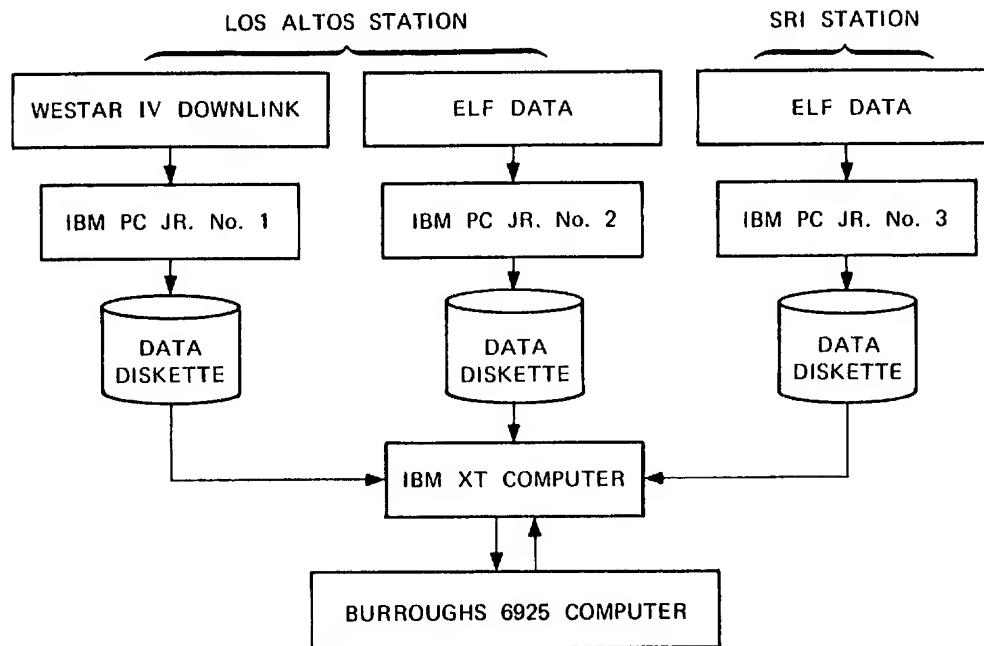 LOS ALTOS STATION
SRI STATION
WESTAR IV DOWNLINK
ELF DATA
ELF DATA
IBM PC JR. No. 1
IBM PC JR. No. 2
IBM PC JR. No. 3
DATA
DISKETTE
DATA
DISKETTE
DATA
DISKETTE
IBM XT COMPUTER
BURROUGHS 6925 COMPUTER